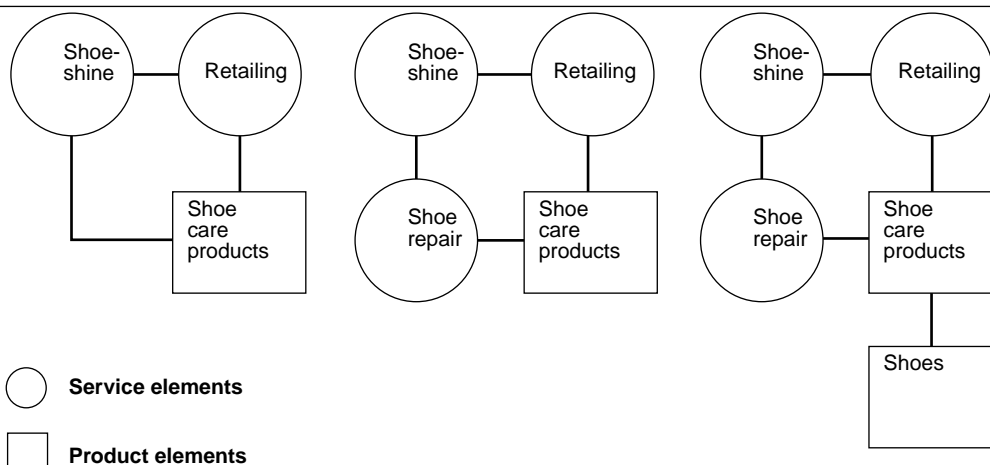 Shoe-
shine
Retailing
Shoe
care
products
Shoe-
shine
Retailing
Shoe
repair
Shoe
care
products
Shoe-
shine
Retailing
Shoe
repair
Shoe
care
products
Shoes
Service elements
Product elements